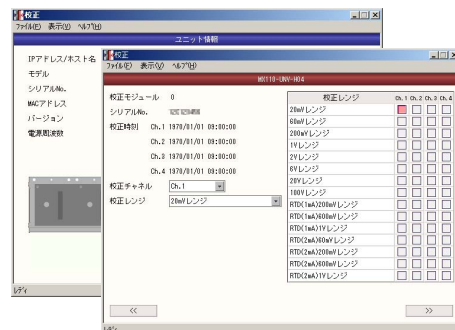 校正
ファイル(F) 表示(V) ヘルプ(H)
ユニット情報
IPアドレス/ホスト名
モデル
シリアルNo.
MACアドレス
バージョン
電源周波数
レディ
校正
ファイル(F) 表示(V) ヘルプ(H)
MX110-UNV-H04
校正モジュール 0
シリアルNo.
校正時刻 Ch.1 1970/01/01 09:00:00
Ch.2 1970/01/01 09:00:00
Ch.3 1970/01/01 09:00:00
Ch.4 1970/01/01 09:00:00
校正チャネル Ch.1
校正レンジ 20mVレンジ
校正レンジ Ch.1 Ch.2 Ch.3 Ch.4
20mVレンジ
60mVレンジ
200mVレンジ
1Vレンジ
2Vレンジ
6Vレンジ
20Vレンジ
100Vレンジ
RTD(1mA)200mVレンジ
RTD(1mA)600mVレンジ
RTD(1mA)1Vレンジ
RTD(2mA)60mVレンジ
RTD(2mA)200mVレンジ
RTD(2mA)600mVレンジ
RTD(2mA)1Vレンジ
<< >>
レディ